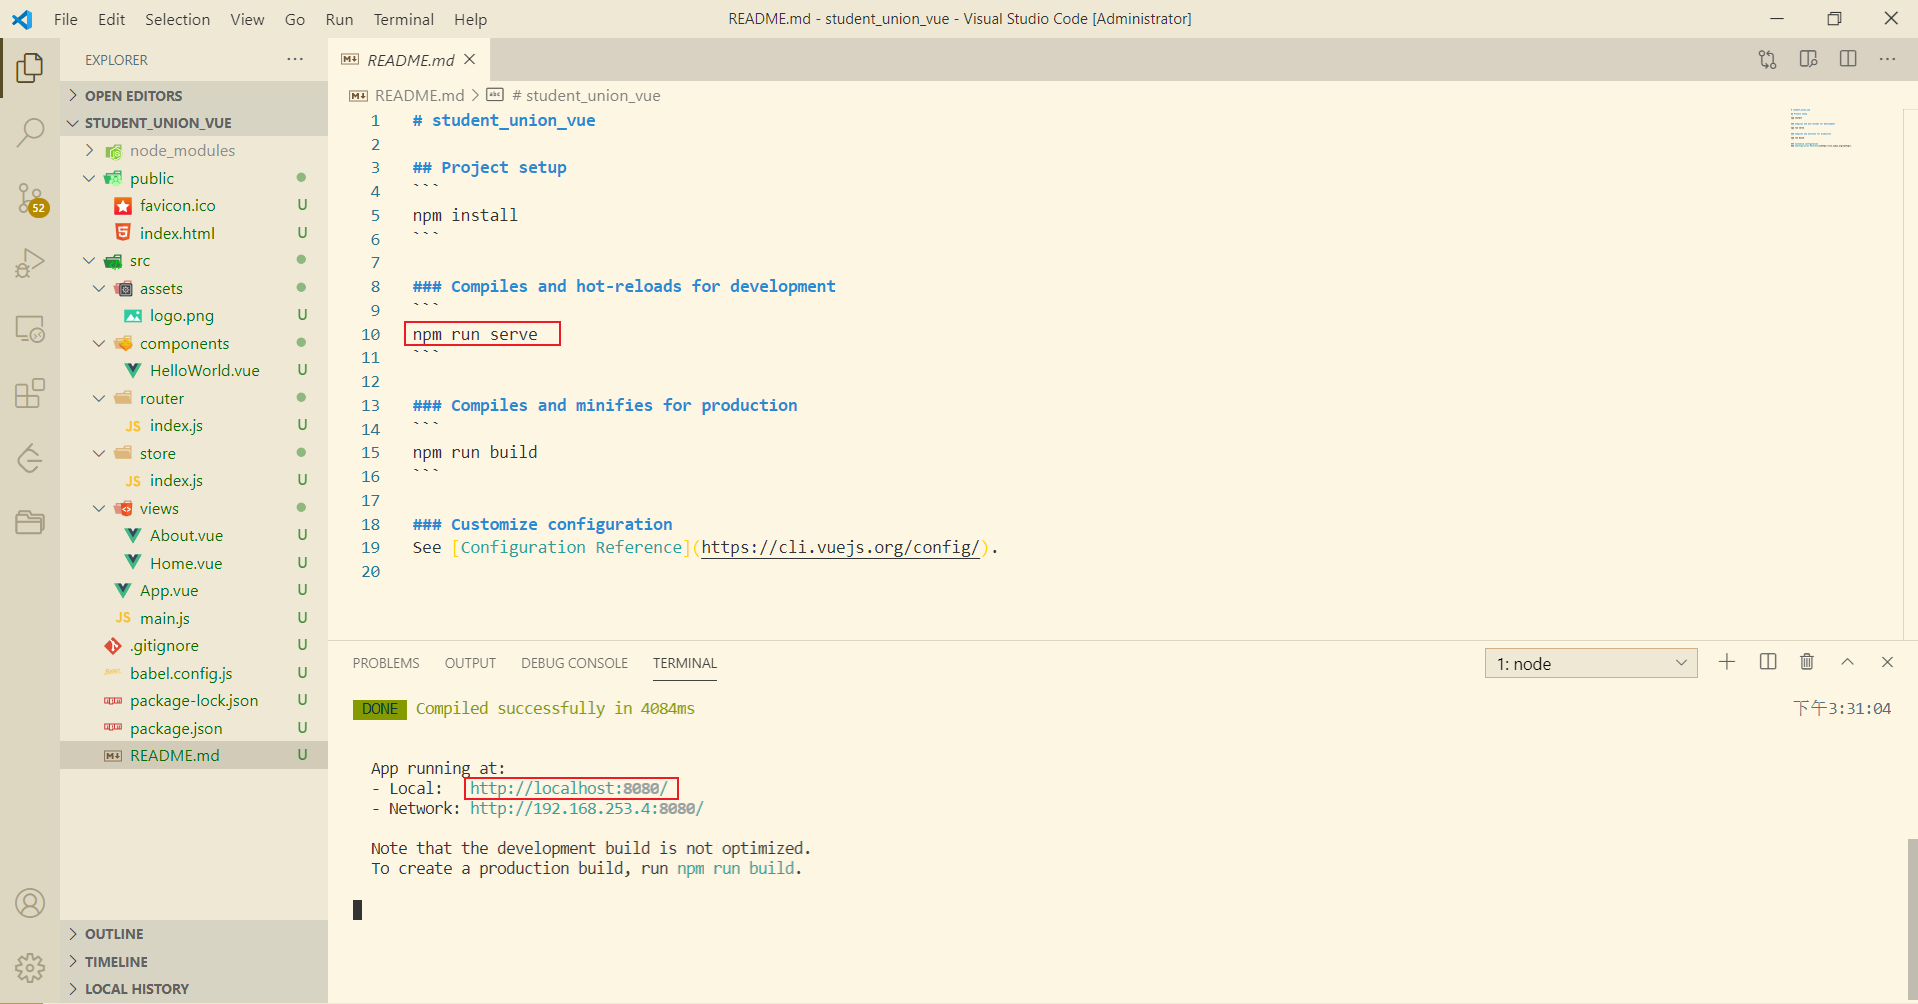 File Edit Selection View Go Run Terminal Help
README.md - student_union_vue - Visual Studio Code [Administrator]
EXPLORER
OPEN EDITORS
STUDENT_UNION_VUE
node_modules
public
favicon.ico U
index.html U
src
assets
logo.png U
components
HelloWorld.vue U
router
JS index.js U
store
JS index.js U
views
About.vue U
Home.vue U
App.vue U
JS main.js U
.gitignore U
babel.config.js U
package-lock.json U
package.json U
README.md U
OUTLINE
TIMELINE
LOCAL HISTORY
52
README.md
README.md > # student_union_vue
1 # student_union_vue
2
3 ## Project setup
4 ```
5 npm install
6 ```
7
8 ### Compiles and hot-reloads for development
9 ```
10 npm run serve
11 ```
12
13 ### Compiles and minifies for production
14 ```
15 npm run build
16 ```
17
18 ### Customize configuration
19 See [Configuration Reference](https://cli.vuejs.org/config/).
20
PROBLEMS OUTPUT DEBUG CONSOLE TERMINAL
1: node
DONE Compiled successfully in 4084ms 下午3:31:04
App running at:
- Local: http://localhost:8080/
- Network: http://192.168.253.4:8080/
Note that the development build is not optimized.
To create a production build, run npm run build.